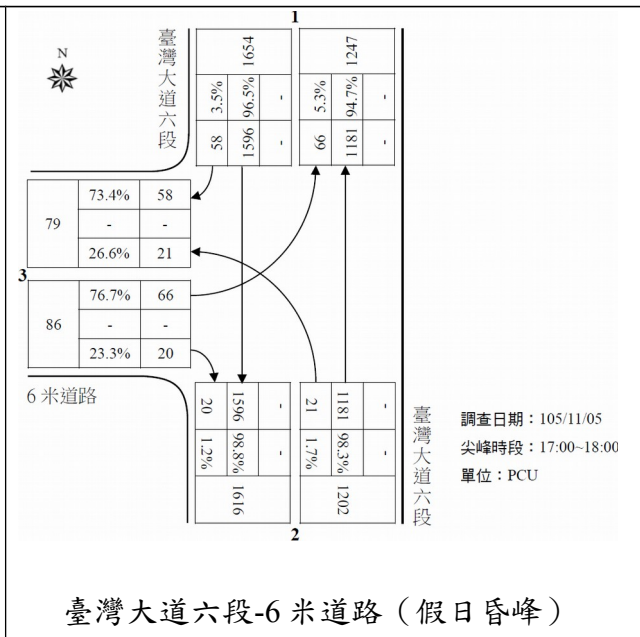 1
N
臺灣大道六段
1654
3.5% 96.5% -
58 1596 -
1247
5.3% 94.7% -
66 1181 -
79
73.4% 58
- -
26.6% 21
3
86
76.7% 66
- -
23.3% 20
6 米道路
20 1596 -
1.2% 98.8% -
1616
21 1181 -
1.7% 98.3% -
1202
2
臺灣大道六段
調查日期：105/11/05
尖峰時段：17:00~18:00
單位：PCU
臺灣大道六段-6 米道路（假日昏峰）